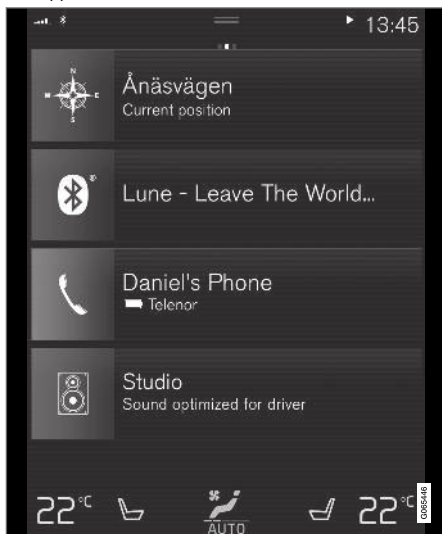 13:45
N
E
S
Ånäsvägen
Current position
Lune - Leave The World...
Daniel's Phone
Telenor
Studio
Sound optimized for driver
22°C
AUTO
22°C
G065446